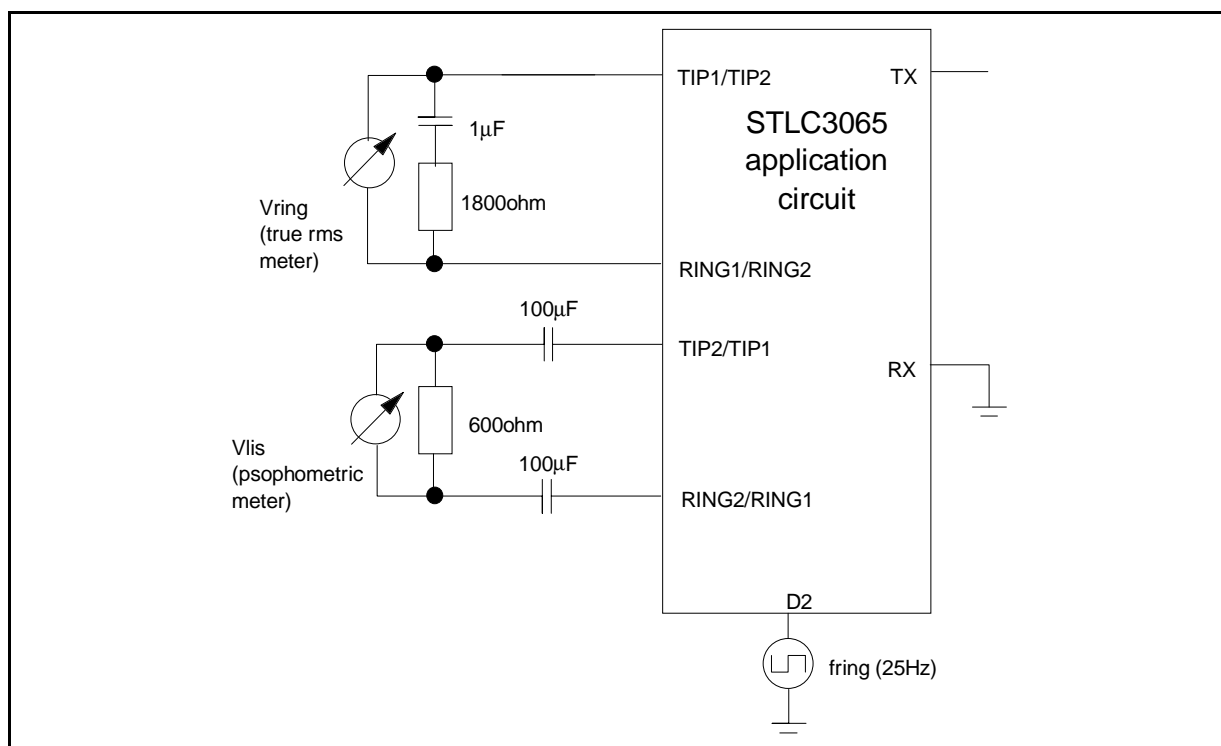 TIP1/TIP2
TX
1μF
STLC3065
application
circuit
1800ohm
Vring
(true rms
meter)
RING1/RING2
100μF
TIP2/TIP1
RX
600ohm
Vlis
(psophometric
meter)
100μF
RING2/RING1
D2
fring (25Hz)